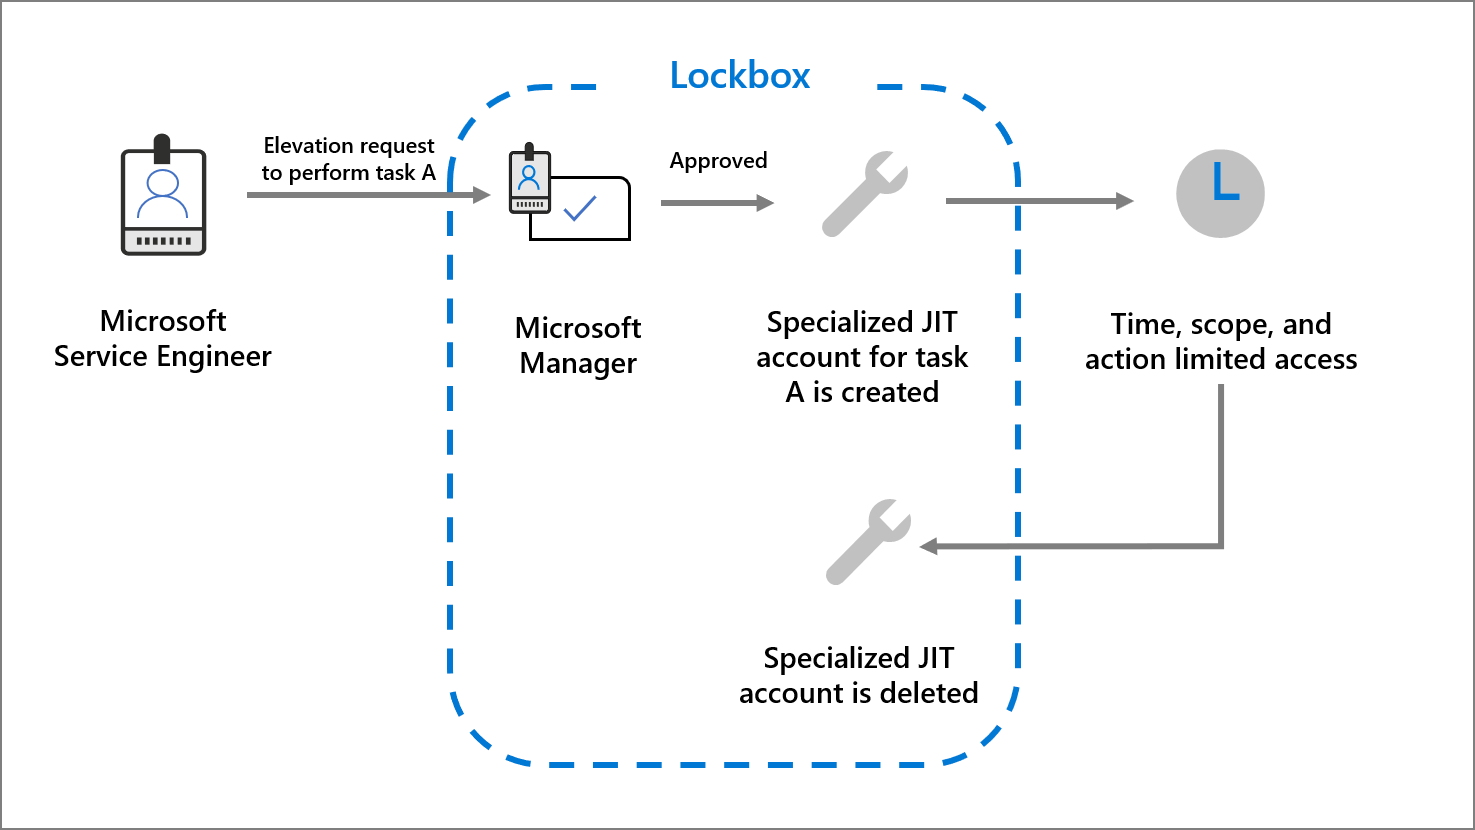 Lockbox
Elevation request
to perform task A
Approved
Microsoft
Service Engineer
Microsoft
Manager
Specialized JIT
account for task
A is created
Time, scope, and
action limited access
Specialized JIT
account is deleted